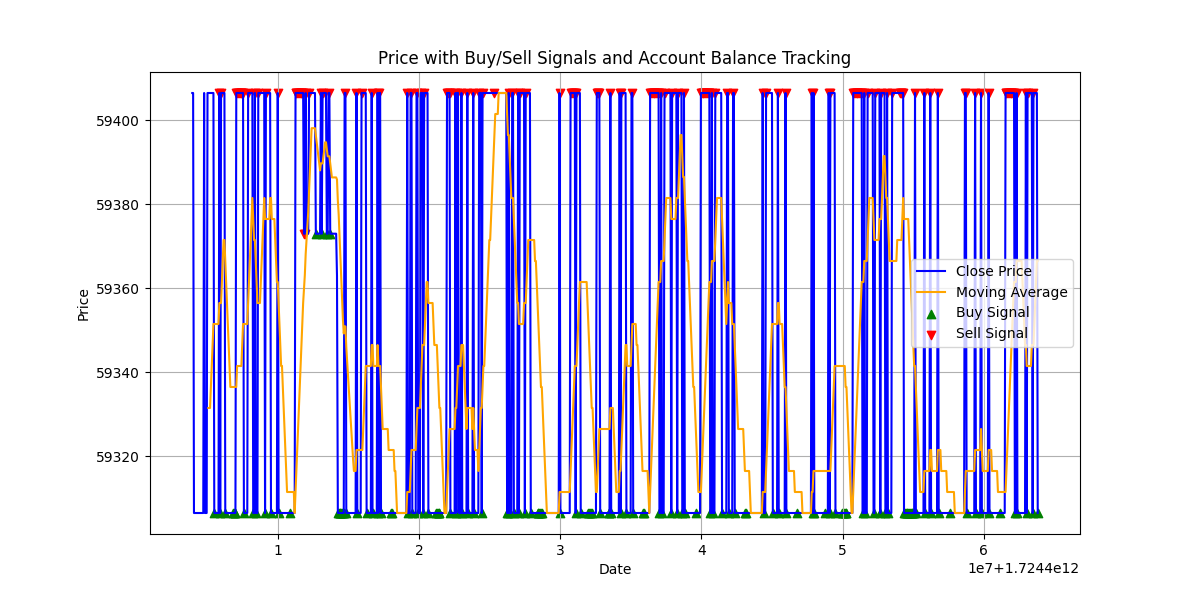 Price with Buy/Sell Signals and Account Balance Tracking
Price
59400
59380
59360
59340
59320
Close Price
Moving Average
Buy Signal
Sell Signal
1 2 3 4 5 6
Date
1e7+1.7244e12